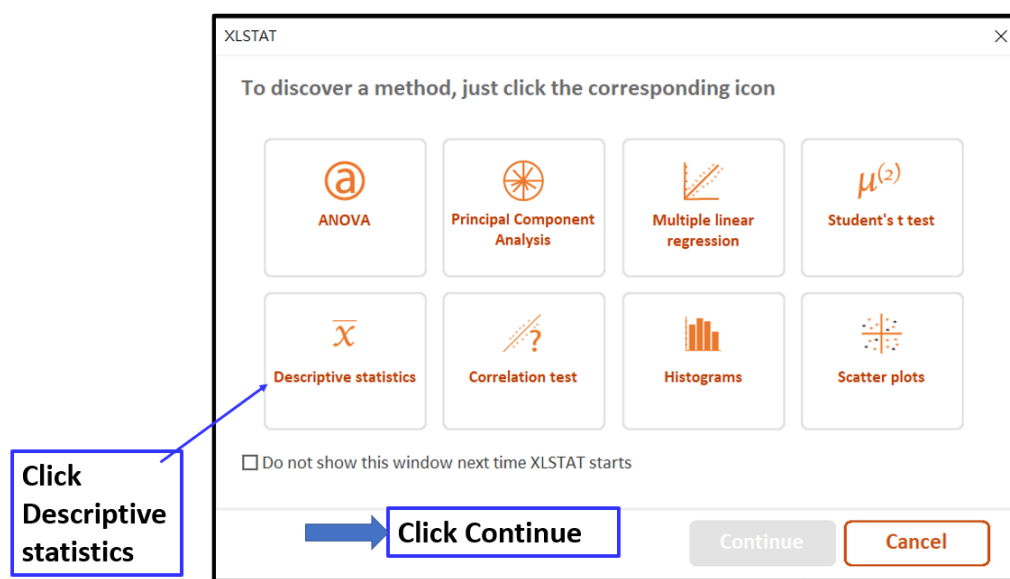 XLSTAT
To discover a method, just click the corresponding icon
ANOVA
Principal Component
Analysis
Multiple linear
regression
μ(2)
Student's t test
x̅
Descriptive statistics
?
Correlation test
Histograms
Scatter plots
Do not show this window next time XLSTAT starts
Click
Descriptive
statistics
Click Continue
Continue
Cancel